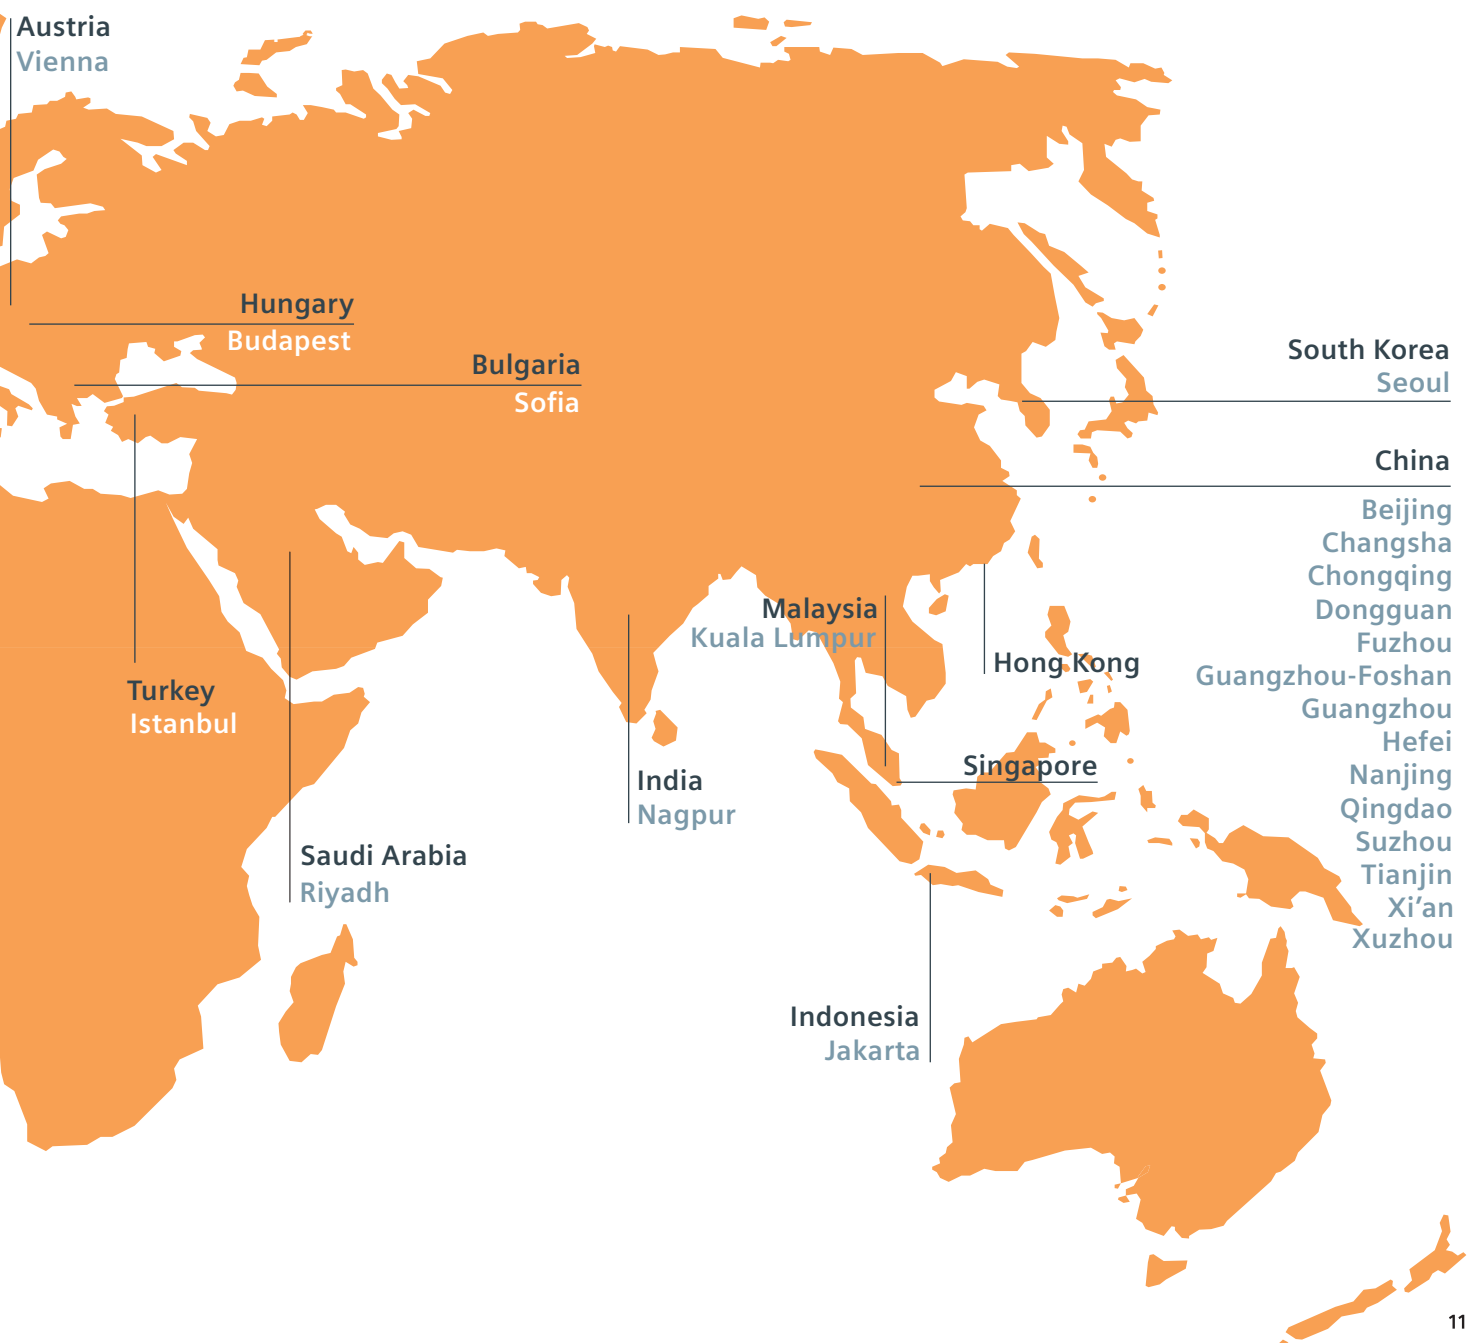 Austria
Vienna
Hungary
Budapest
Bulgaria
Sofia
South Korea
Seoul
China
Beijing
Changsha
Chongqing
Dongguan
Fuzhou
Guangzhou-Foshan
Guangzhou
Hefei
Nanjing
Qingdao
Suzhou
Tianjin
Xi’an
Xuzhou
Malaysia
Kuala Lumpur
Hong Kong
Turkey
Istanbul
Singapore
India
Nagpur
Saudi Arabia
Riyadh
Indonesia
Jakarta
11